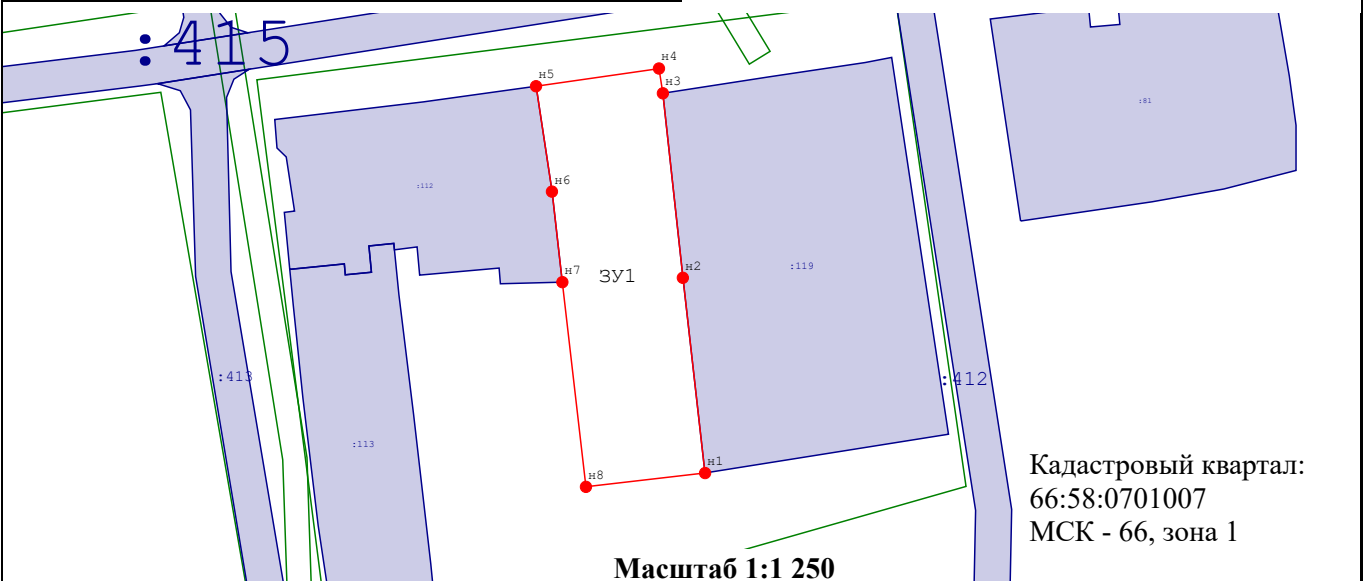 :415
н4
н5
н3
:81
н6
:112
н7
ЗУ1
н2
:119
:413
:412
:113
н1
н8
Кадастровый квартал:
66:58:0701007
МСК - 66, зона 1
Масштаб 1:1 250